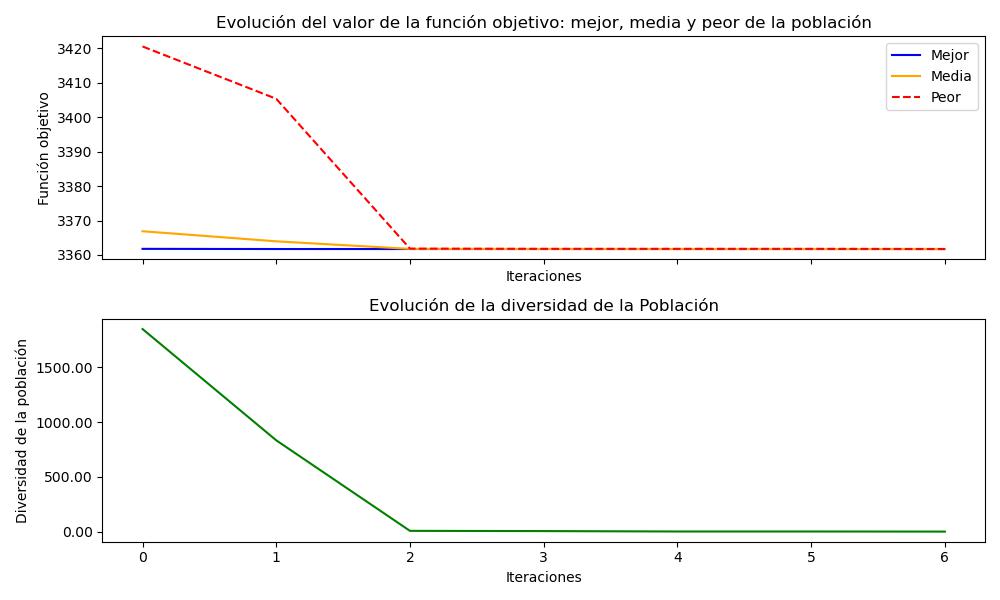 Evolución del valor de la función objetivo: mejor, media y peor de la población
3420
3410
3400
3390
3380
3370
3360
Función objetivo
Mejor
Media
Peor
Iteraciones
Evolución de la diversidad de la Población
1500.00
1000.00
500.00
0.00
Diversidad de la población
0 1 2 3 4 5 6
Iteraciones